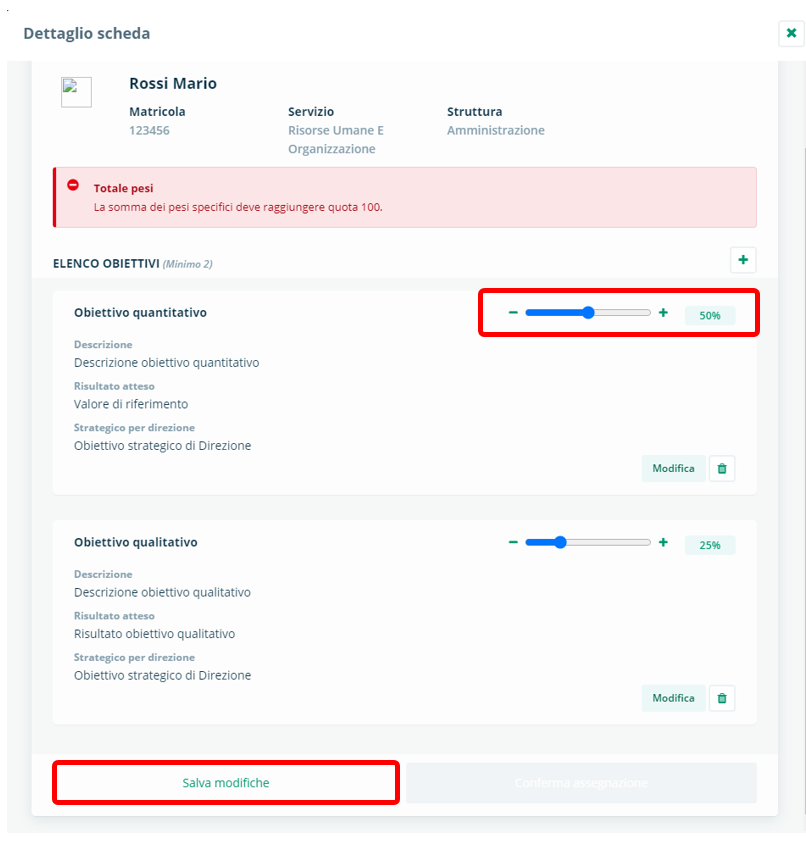 Dettaglio scheda
Rossi Mario
Matricola
123456
Servizio
Risorse Umane E
Organizzazione
Struttura
Amministrazione
Totale pesi
La somma dei pesi specifici deve raggiungere quota 100.
ELENCO OBIETTIVI (Minimo 2)
Obiettivo quantitativo
50%
Descrizione
Descrizione obiettivo quantitativo
Risultato atteso
Valore di riferimento
Strategico per direzione
Obiettivo strategico di Direzione
Modifica
Obiettivo qualitativo
25%
Descrizione
Descrizione obiettivo qualitativo
Risultato atteso
Risultato obiettivo qualitativo
Strategico per direzione
Obiettivo strategico di Direzione
Modifica
Salva modifiche
Conferma assegnazione